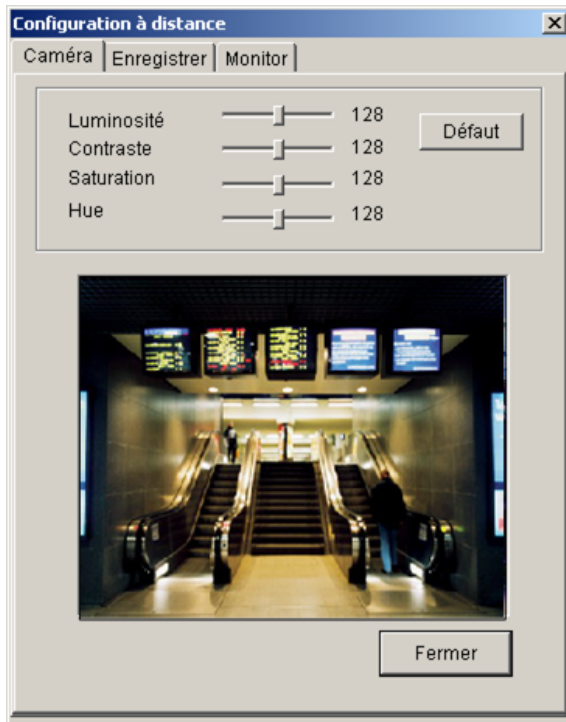 Configuration à distance
Caméra Enregistrer Monitor
Luminosité 128 Défaut
Contraste 128
Saturation 128
Hue 128
Fermer